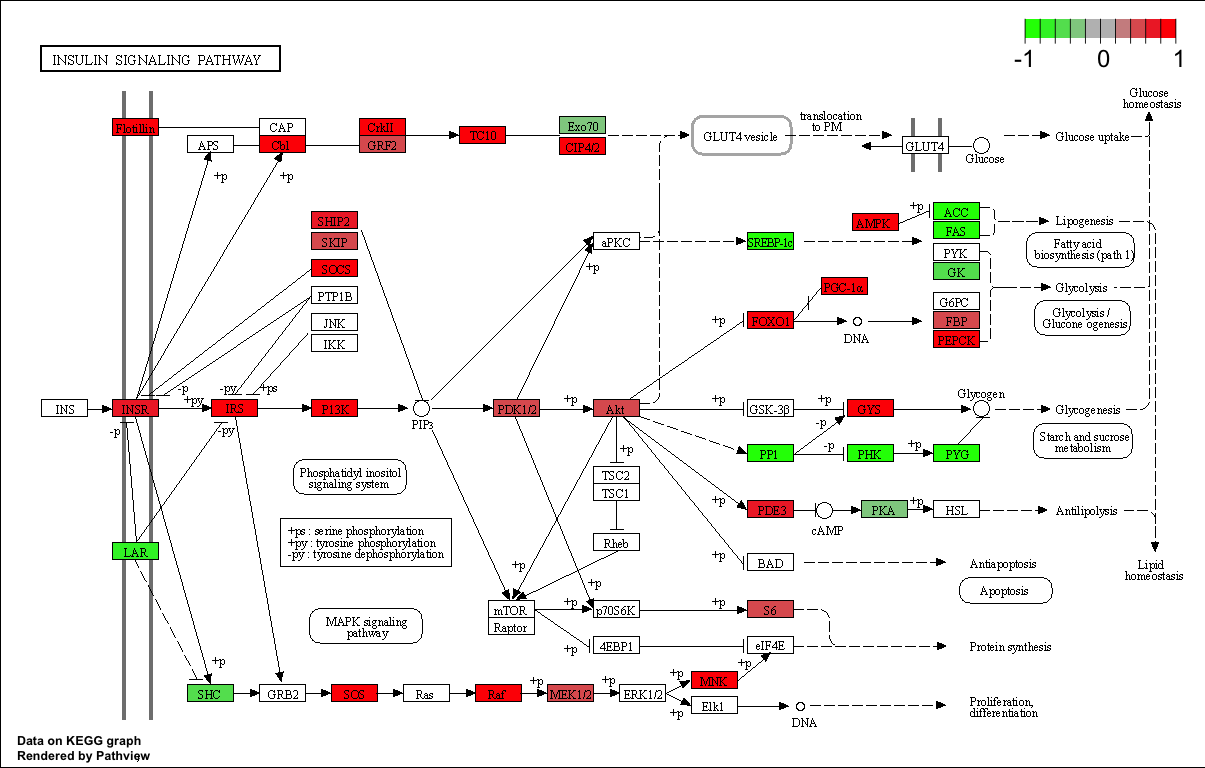 -1 0 1
INSULIN SIGNALING PATHWAY
Glucose
homeostasis
Flotillin
CAP
APS
Cbl
CrkII
GRF2
TC10
Exo70
CIP4/2
GLUT4 vesicle
translocation
to PM
GLUT4
Glucose
Glucose uptake
+p
+p
SHIP2
SKIP
SOCS
PTP1B
JNK
IKK
aPKC
+p
SREBP-1c
AMPK
+p
ACC
FAS
PYK
GK
G6PC
FBP
PEPCK
Lipogenesis
Fatty acid
biosynthesis (path 1)
Glycolysis
Glycolysis /
Glucone ogenesis
PGC-1α
+p
FOXO1
DNA
-p
+py
-py
+ps
INS
INSR
IRS
P13K
PIP3
PDK1/2
+p
Akt
+p
GSK-3β
+p
GYS
Glycogen
Glycogenesis
-p
-py
-p
PP1
-p
PHK
+p
PYG
Starch and sucrose
metabolism
Phosphatidyl inositol
signaling system
+p
TSC2
TSC1
+p
PDE3
cAMP
PKA
+p
HSL
Antilipolysis
+ps : serine phosphorylation
+py : tyrosine phosphorylation
-py : tyrosine dephosphorylation
LAR
Rheb
+p
+p
BAD
Antiapoptosis
Lipid
homeostasis
Apoptosis
+p
MAPK signaling
pathway
mTOR
Raptor
+p
p70S6K
+p
S6
+p
4EBP1
eIF4E
Protein synthesis
+p
SHC
GRB2
SOS
Ras
Raf
+p
MEK1/2
+p
ERK1/2
+p
MNK
+p
+p
Elk1
DNA
Proliferation,
differentiation
Data on KEGG graph
Rendered by Pathview